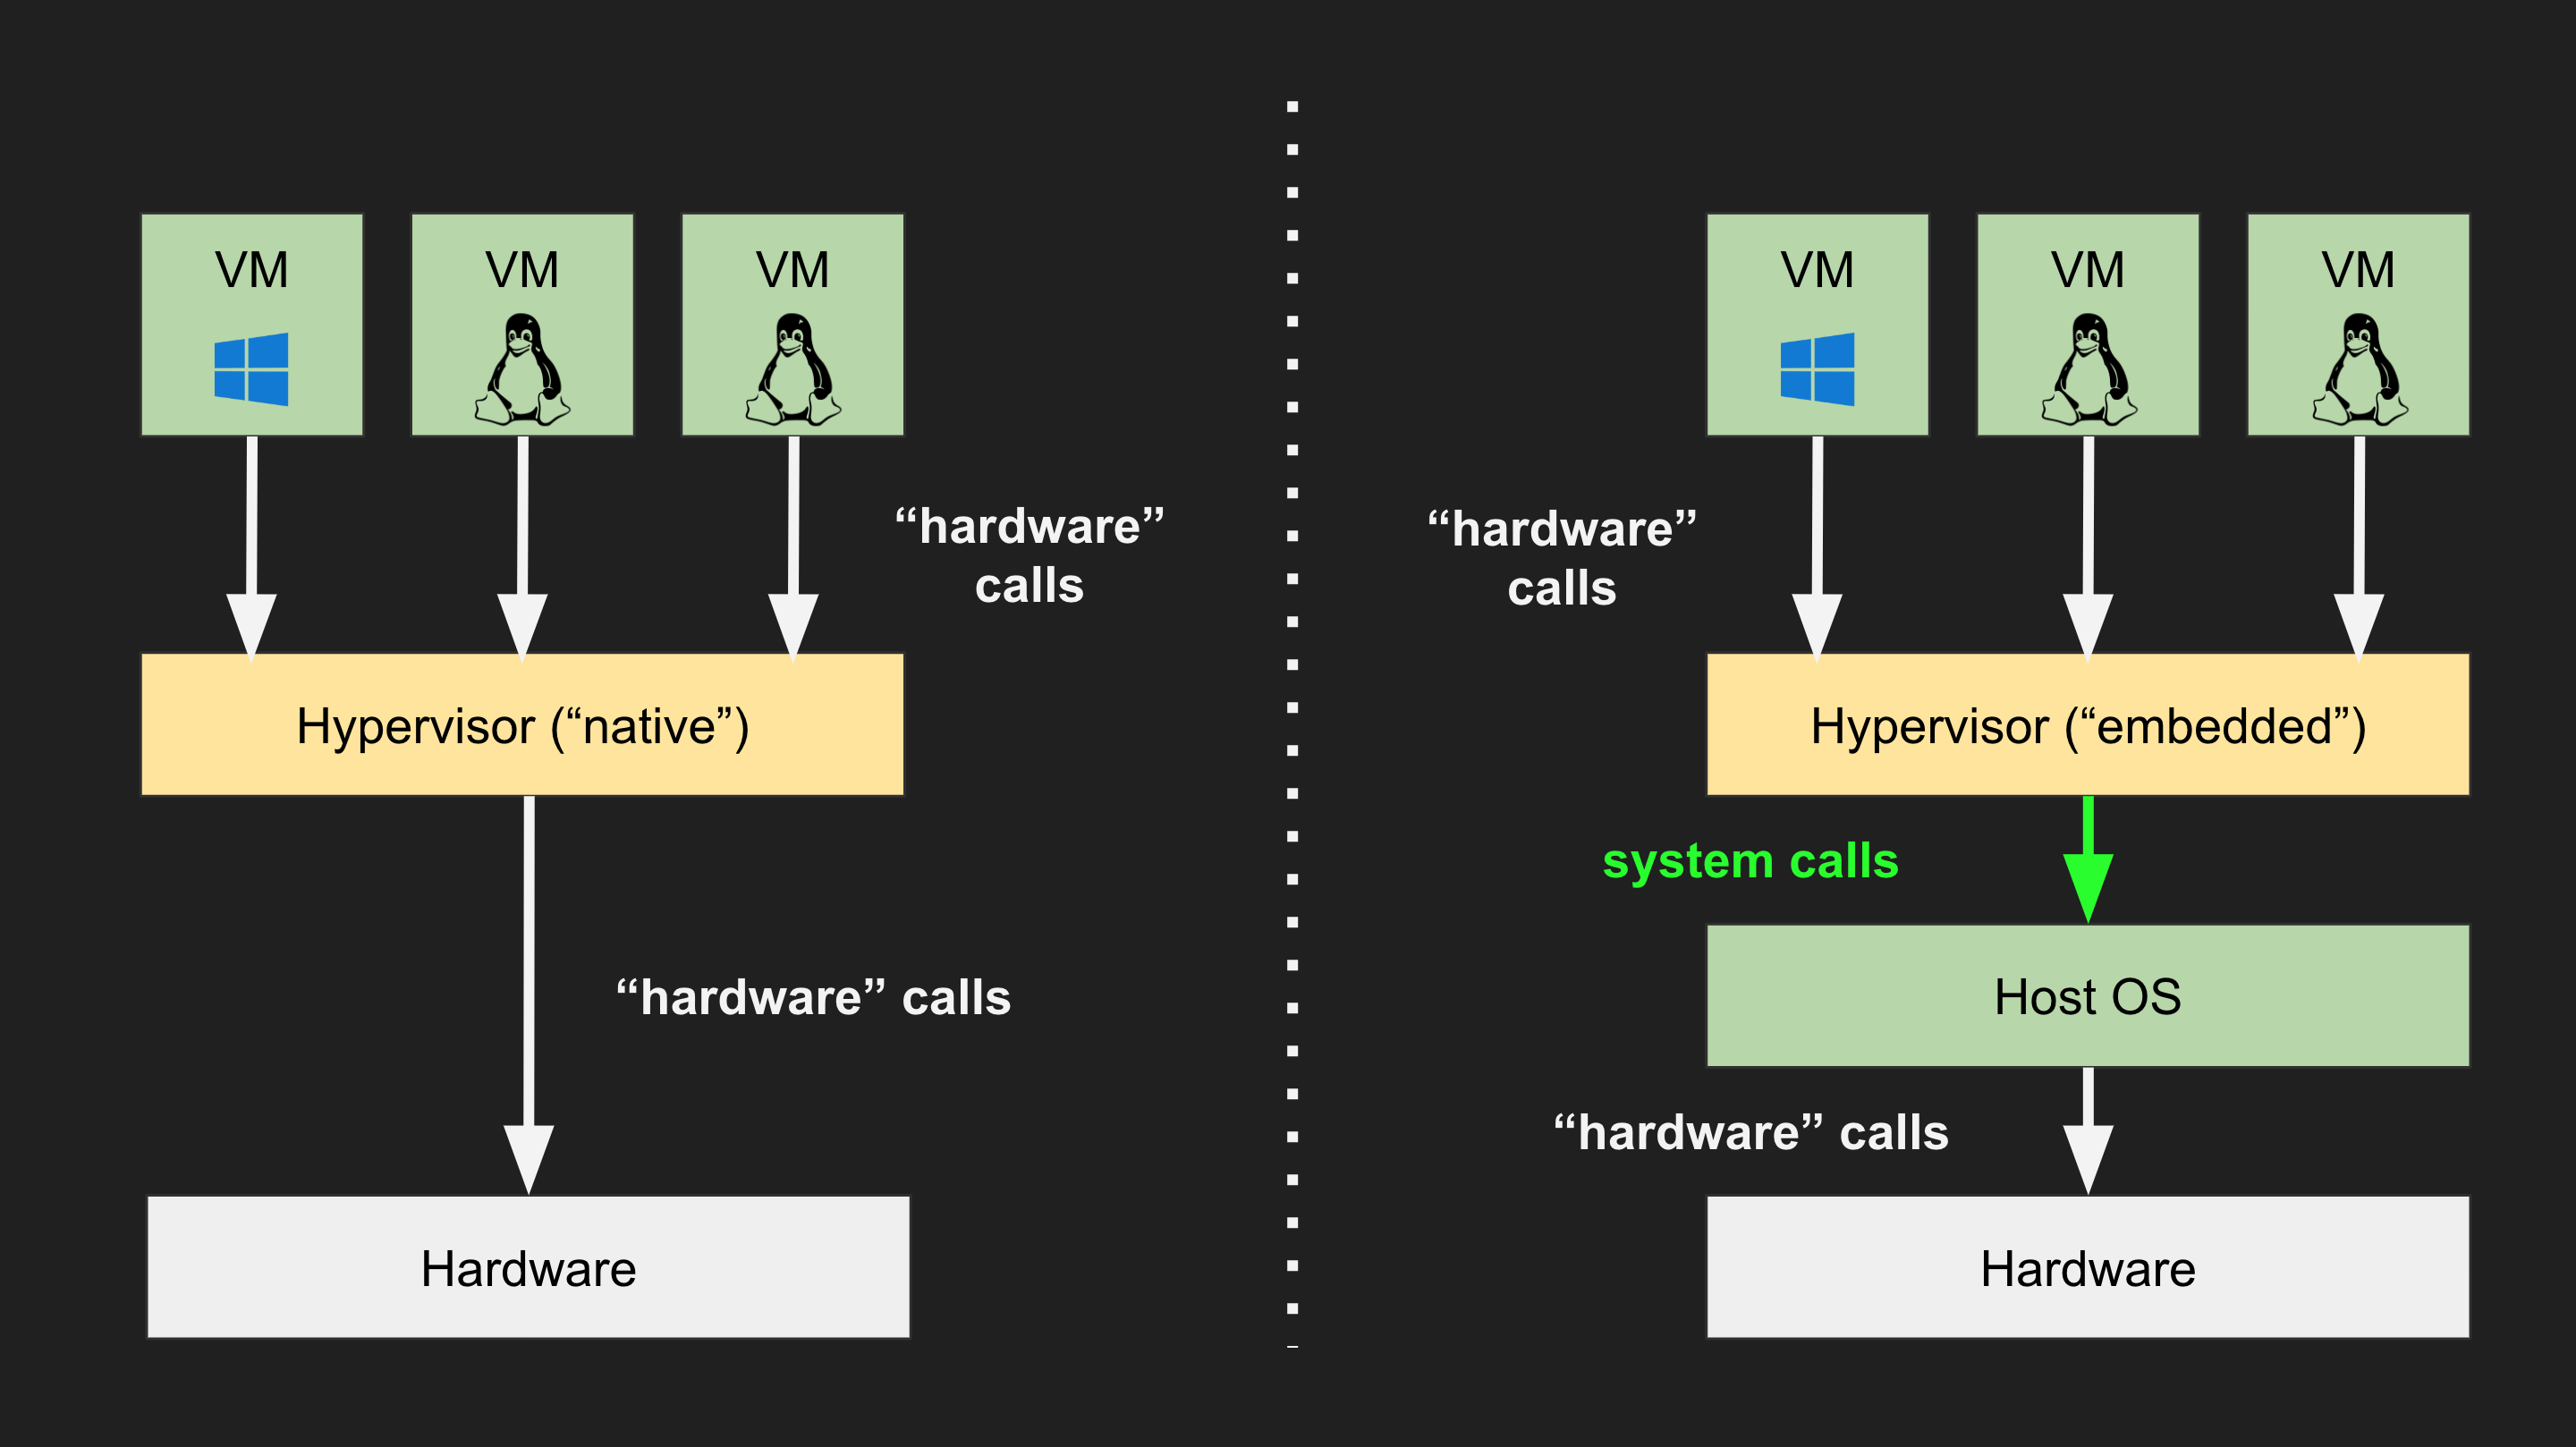 VM
VM
VM
“hardware”
calls
Hypervisor (“native”)
“hardware” calls
Hardware
VM
VM
VM
“hardware”
calls
Hypervisor (“embedded”)
system calls
Host OS
“hardware” calls
Hardware